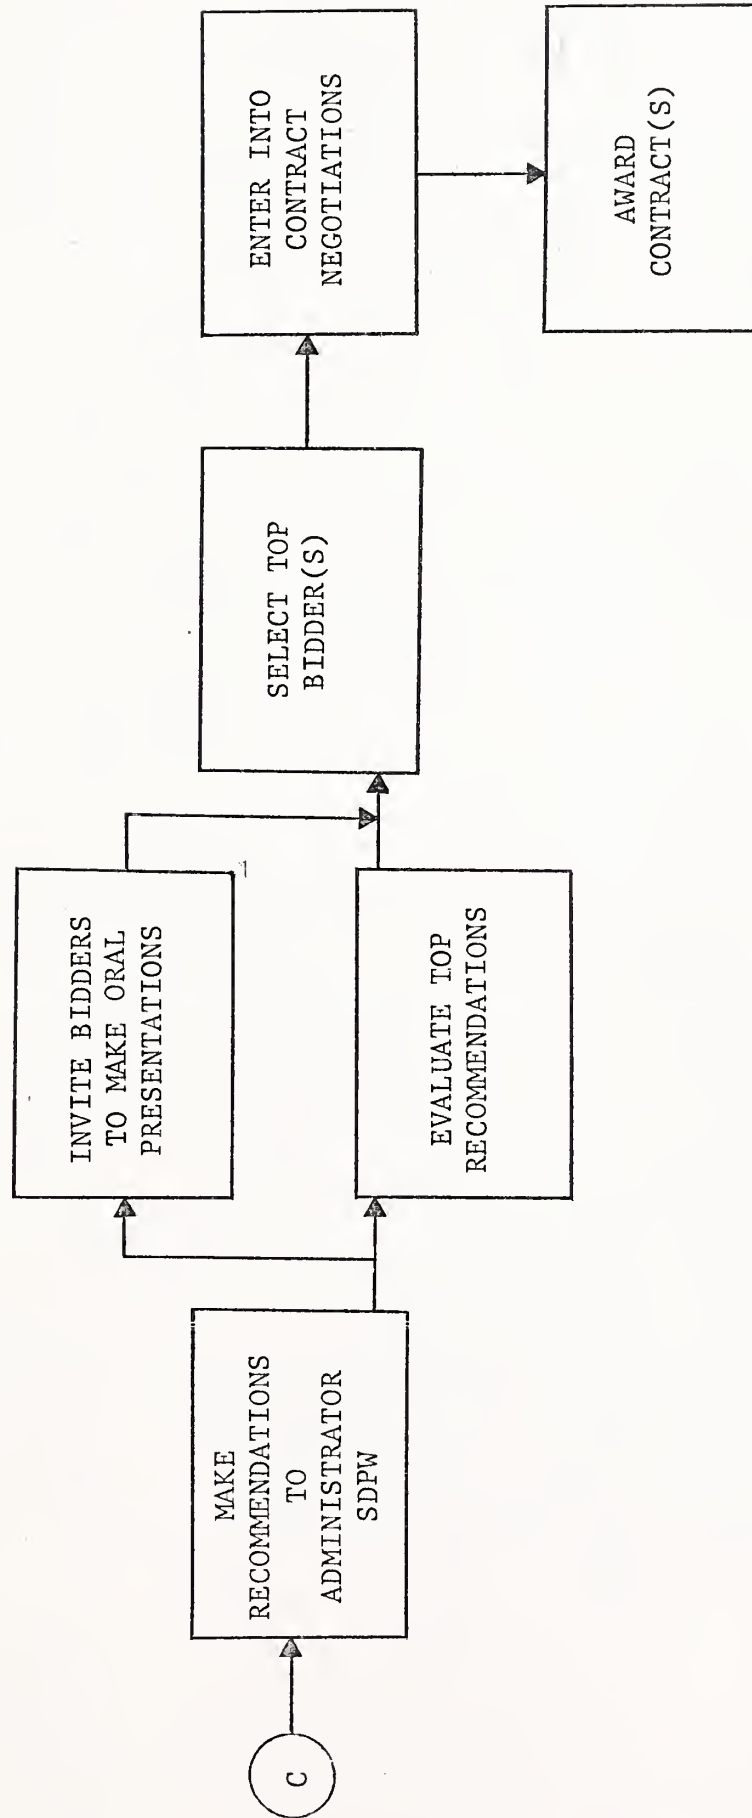 C
MAKE
RECOMMENDATIONS
TO
ADMINISTRATOR
SDPW
INVITE BIDDERS
TO MAKE ORAL
PRESENTATIONS
EVALUATE TOP
RECOMMENDATIONS
SELECT TOP
BIDDER(S)
ENTER INTO
CONTRACT
NEGOTIATIONS
AWARD
CONTRACT(S)